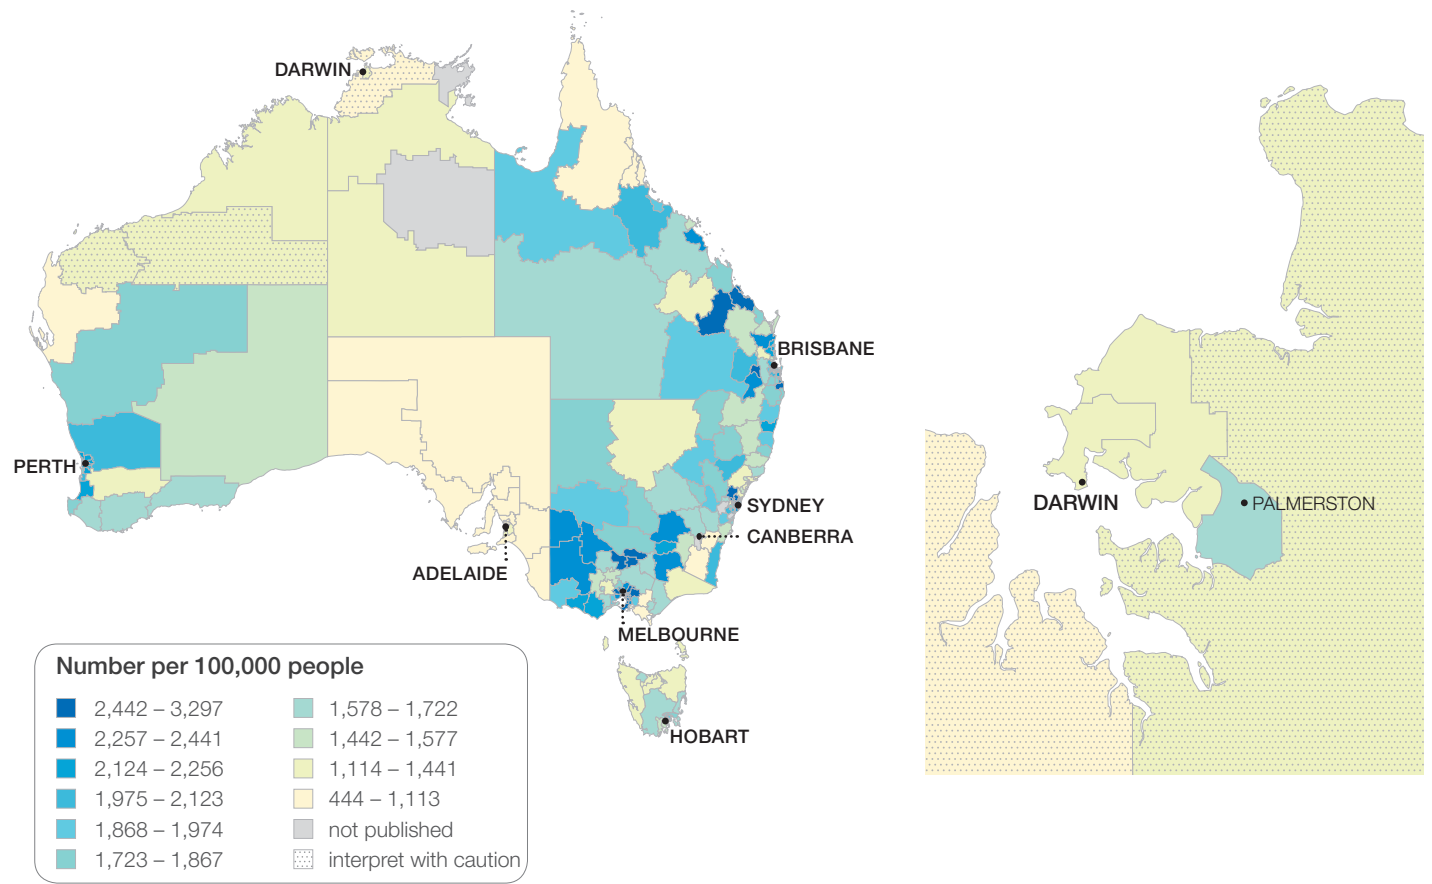 DARWIN
BRISBANE
PERTH
SYDNEY
CANBERRA
ADELAIDE
MELBOURNE
HOBART
Number per 100,000 people
2,442 – 3,297
2,257 – 2,441
2,124 – 2,256
1,975 – 2,123
1,868 – 1,974
1,723 – 1,867
1,578 – 1,722
1,442 – 1,577
1,114 – 1,441
444 – 1,113
not published
interpret with caution
DARWIN
PALMERSTON